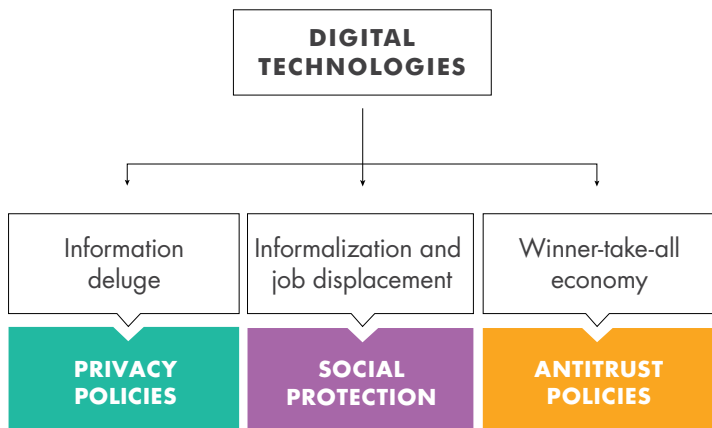 DIGITAL
TECHNOLOGIES
Information
deluge
Informalization and
job displacement
Winner-take-all
economy
PRIVACY
POLICIES
SOCIAL
PROTECTION
ANTITRUST
POLICIES